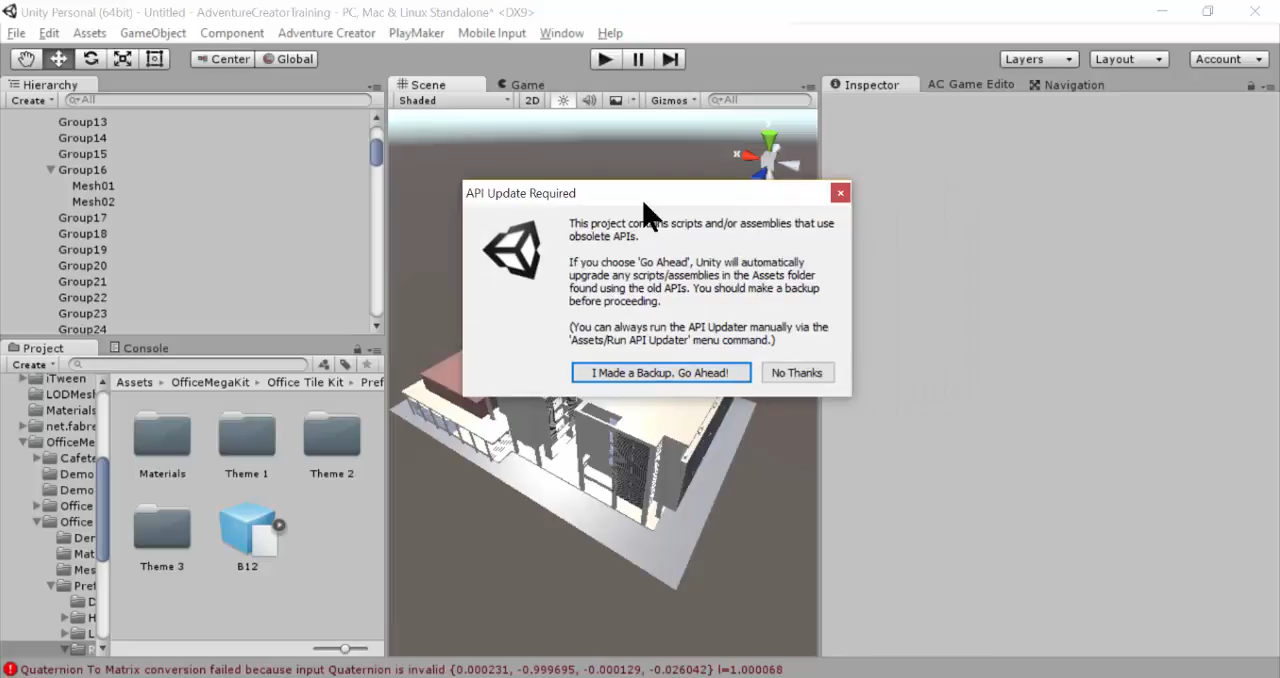 Unity Personal (64bit) - Untitled - AdventureCreatorTraining - PC, Mac & Linux Standalone* <DX9>
File Edit Assets GameObject Component Adventure Creator PlayMaker Mobile Input Window Help
Center Global Layers Layout Account
Hierarchy Scene Game Inspector AC Game Edito Navigation
Create All Shaded 2D Gizmos All
Group13
Group14
Group15
Group16
Mesh01
Mesh02
Group17
Group18
Group19
Group20
Group21
Group22
Group23
Group24
x
API Update Required
This project scripts and/or assemblies that use
obsolete APIs.
If you choose 'Go Ahead', Unity will automatically
upgrade any scripts/assemblies in the Assets folder
found using the old APIs. You should make a backup
before proceeding.
(You can always run the API Updater manually via the
'Assets/Run API Updater' menu command.)
I Made a Backup. Go Ahead! No Thanks
Project Console
Create
Assets OfficeMegaKit Office Tile Kit Pref
iTween
LODMesh
Materials
net.fabre
OfficeMe
Cafete
Demo
Demo
Office
Office
Den
Mat
Mes
Pref
D
H
L
Materials Theme 1 Theme 2
Theme 3 B12
Quaternion To Matrix conversion failed because input Quaternion is invalid {0.000231, -0.999695, -0.000129, -0.026042} l=1.000068